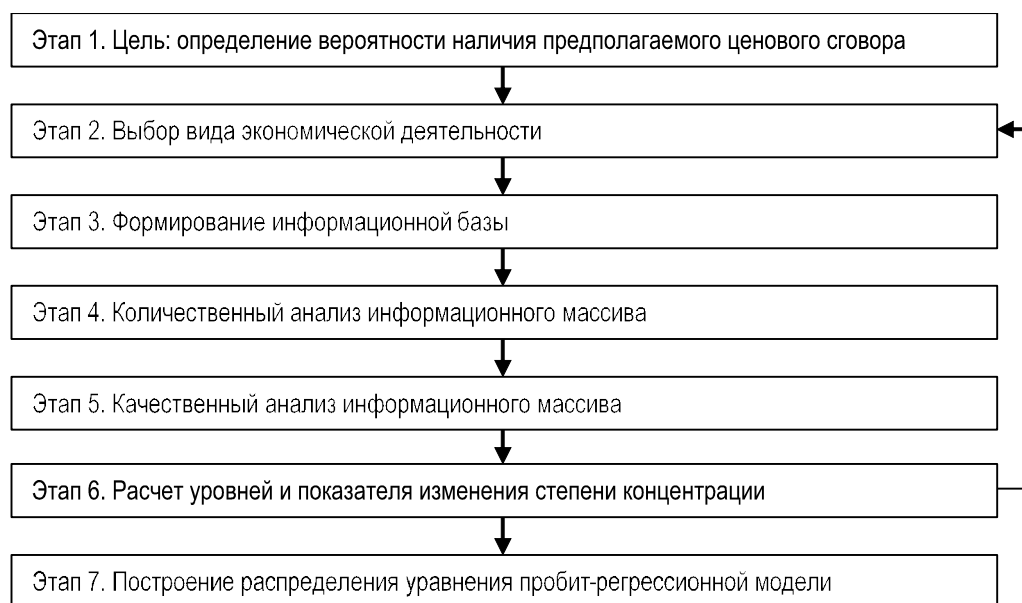 Этап 1. Цель: определение вероятности наличия предполагаемого ценового сговора
Этап 2. Выбор вида экономической деятельности
Этап 3. Формирование информационной базы
Этап 4. Количественный анализ информационного массива
Этап 5. Качественный анализ информационного массива
Этап 6. Расчет уровней и показателя изменения степени концентрации
Этап 7. Построение распределения уравнения пробит-регрессионной модели